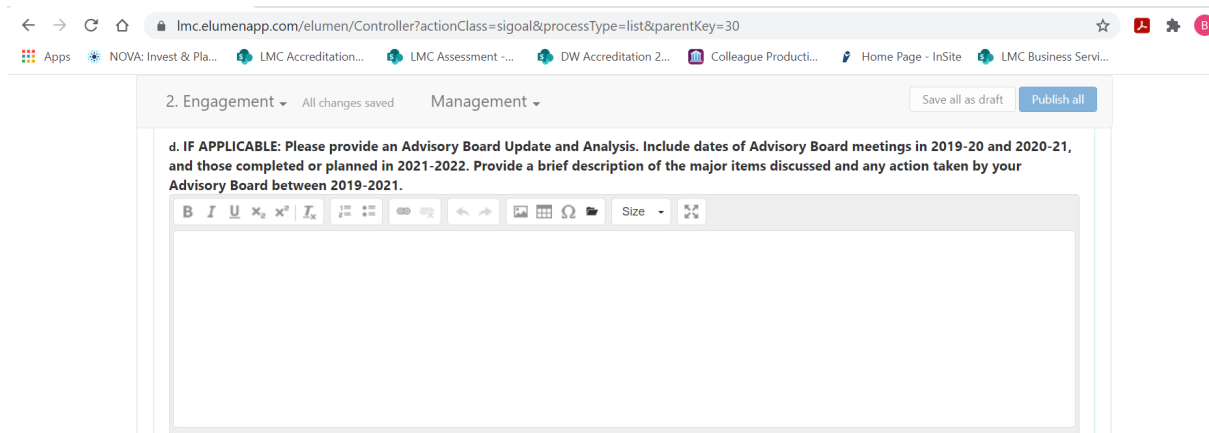 lmc.elumenapp.com/elumen/Controller?actionClass=sigoal&processType=list&parentKey=30
B
Apps NOVA: Invest & Pla... LMC Accreditation... LMC Assessment -... DW Accreditation 2... Colleague Producti... Home Page - InSite LMC Business Servi...
2. Engagement All changes saved Management Save all as draft Publish all
d. IF APPLICABLE: Please provide an Advisory Board Update and Analysis. Include dates of Advisory Board meetings in 2019-20 and 2020-21,
and those completed or planned in 2021-2022. Provide a brief description of the major items discussed and any action taken by your
Advisory Board between 2019-2021.
B I U x₂ x² Iₓ Ω Size